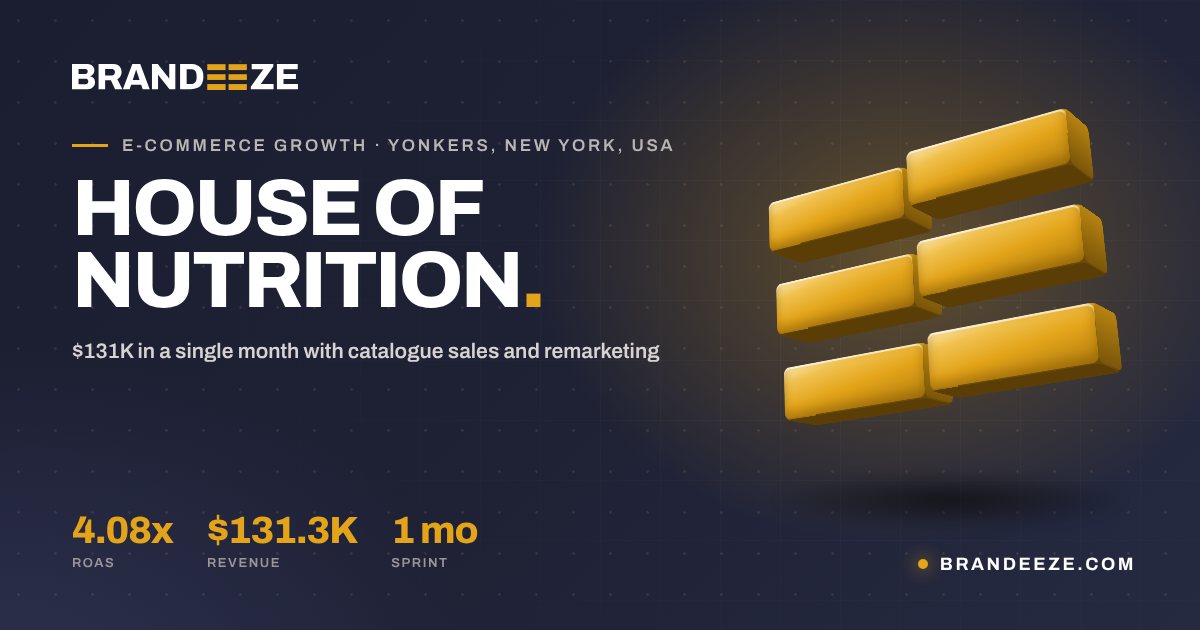 BRANDEEZE
E-COMMERCE GROWTH · YONKERS, NEW YORK, USA
HOUSE OF
NUTRITION.
$131K in a single month with catalogue sales and remarketing
4.08x $131.3K 1 mo
ROAS REVENUE SPRINT
BRANDEEZE.COM